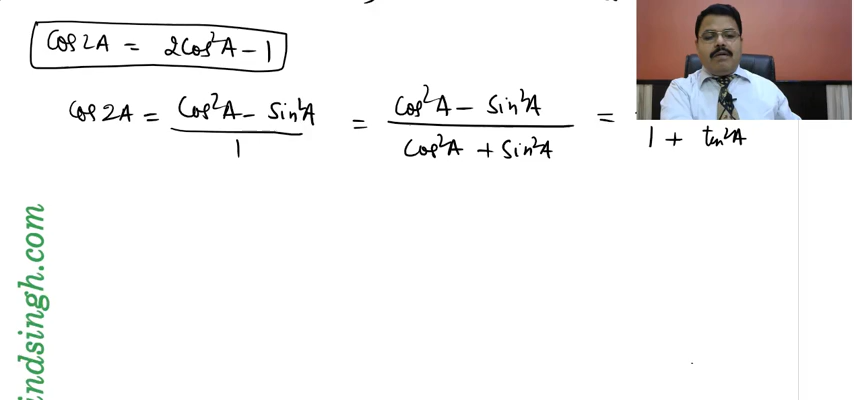 Cos 2A = 2Cos²A - 1
Cos 2A = Cos²A - Sin²A / 1 = Cos²A - Sin²A / Cos²A + Sin²A = 1 + tan²A
indsingh.com